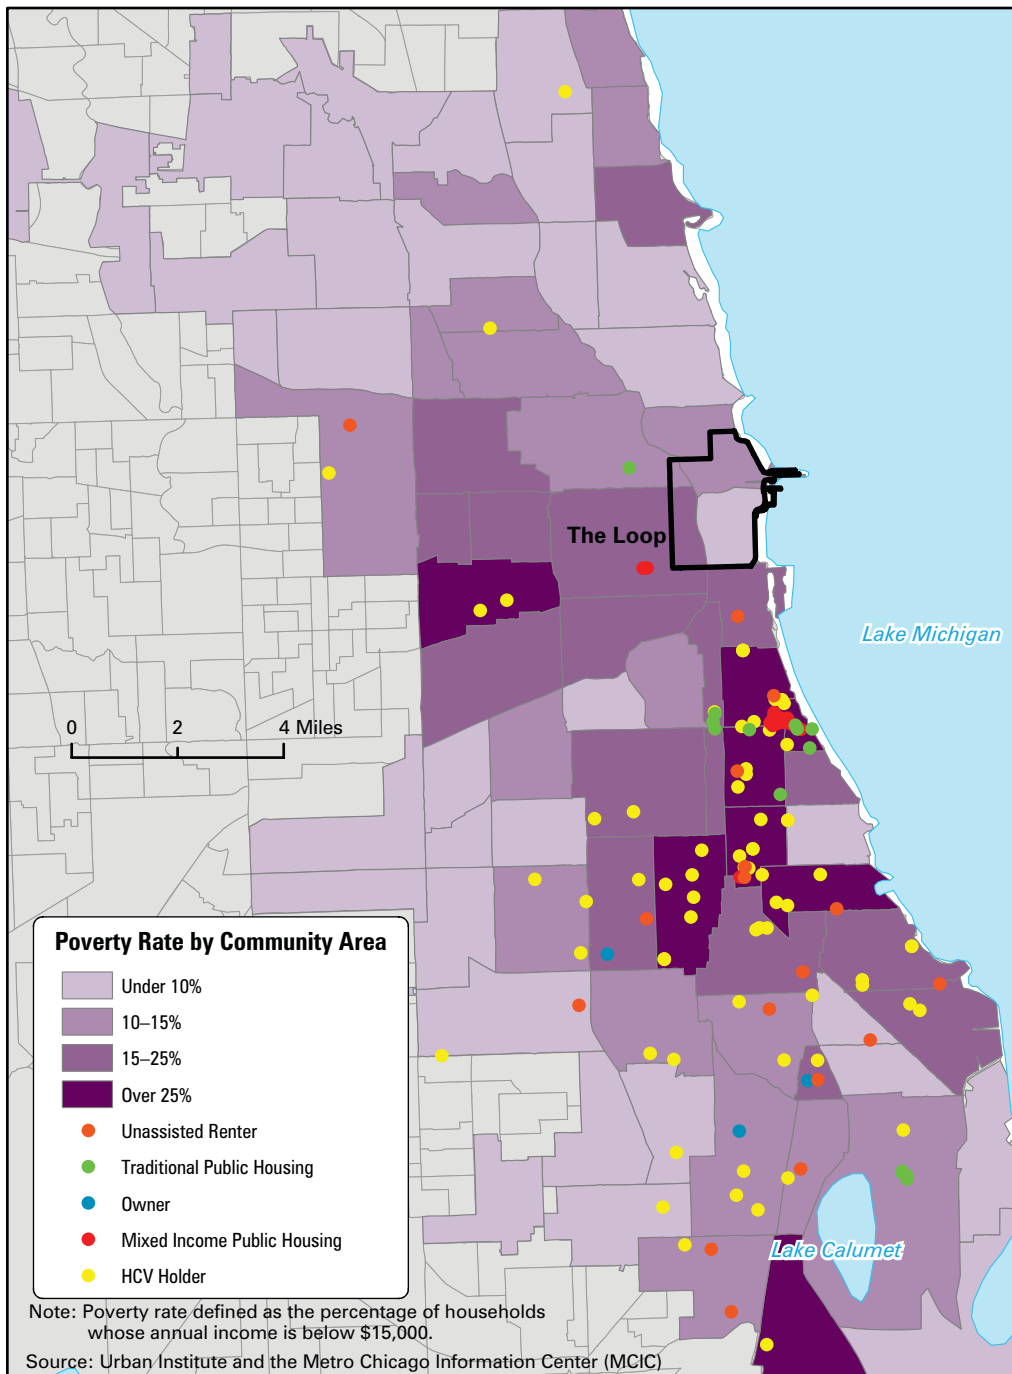 The Loop
Lake Michigan
0 2 4 Miles
Poverty Rate by Community Area
Under 10%
10–15%
15–25%
Over 25%
Unassisted Renter
Traditional Public Housing
Owner
Mixed Income Public Housing
HCV Holder
Lake Calumet
Note: Poverty rate defined as the percentage of households
whose annual income is below $15,000.
Source: Urban Institute and the Metro Chicago Information Center (MCIC)